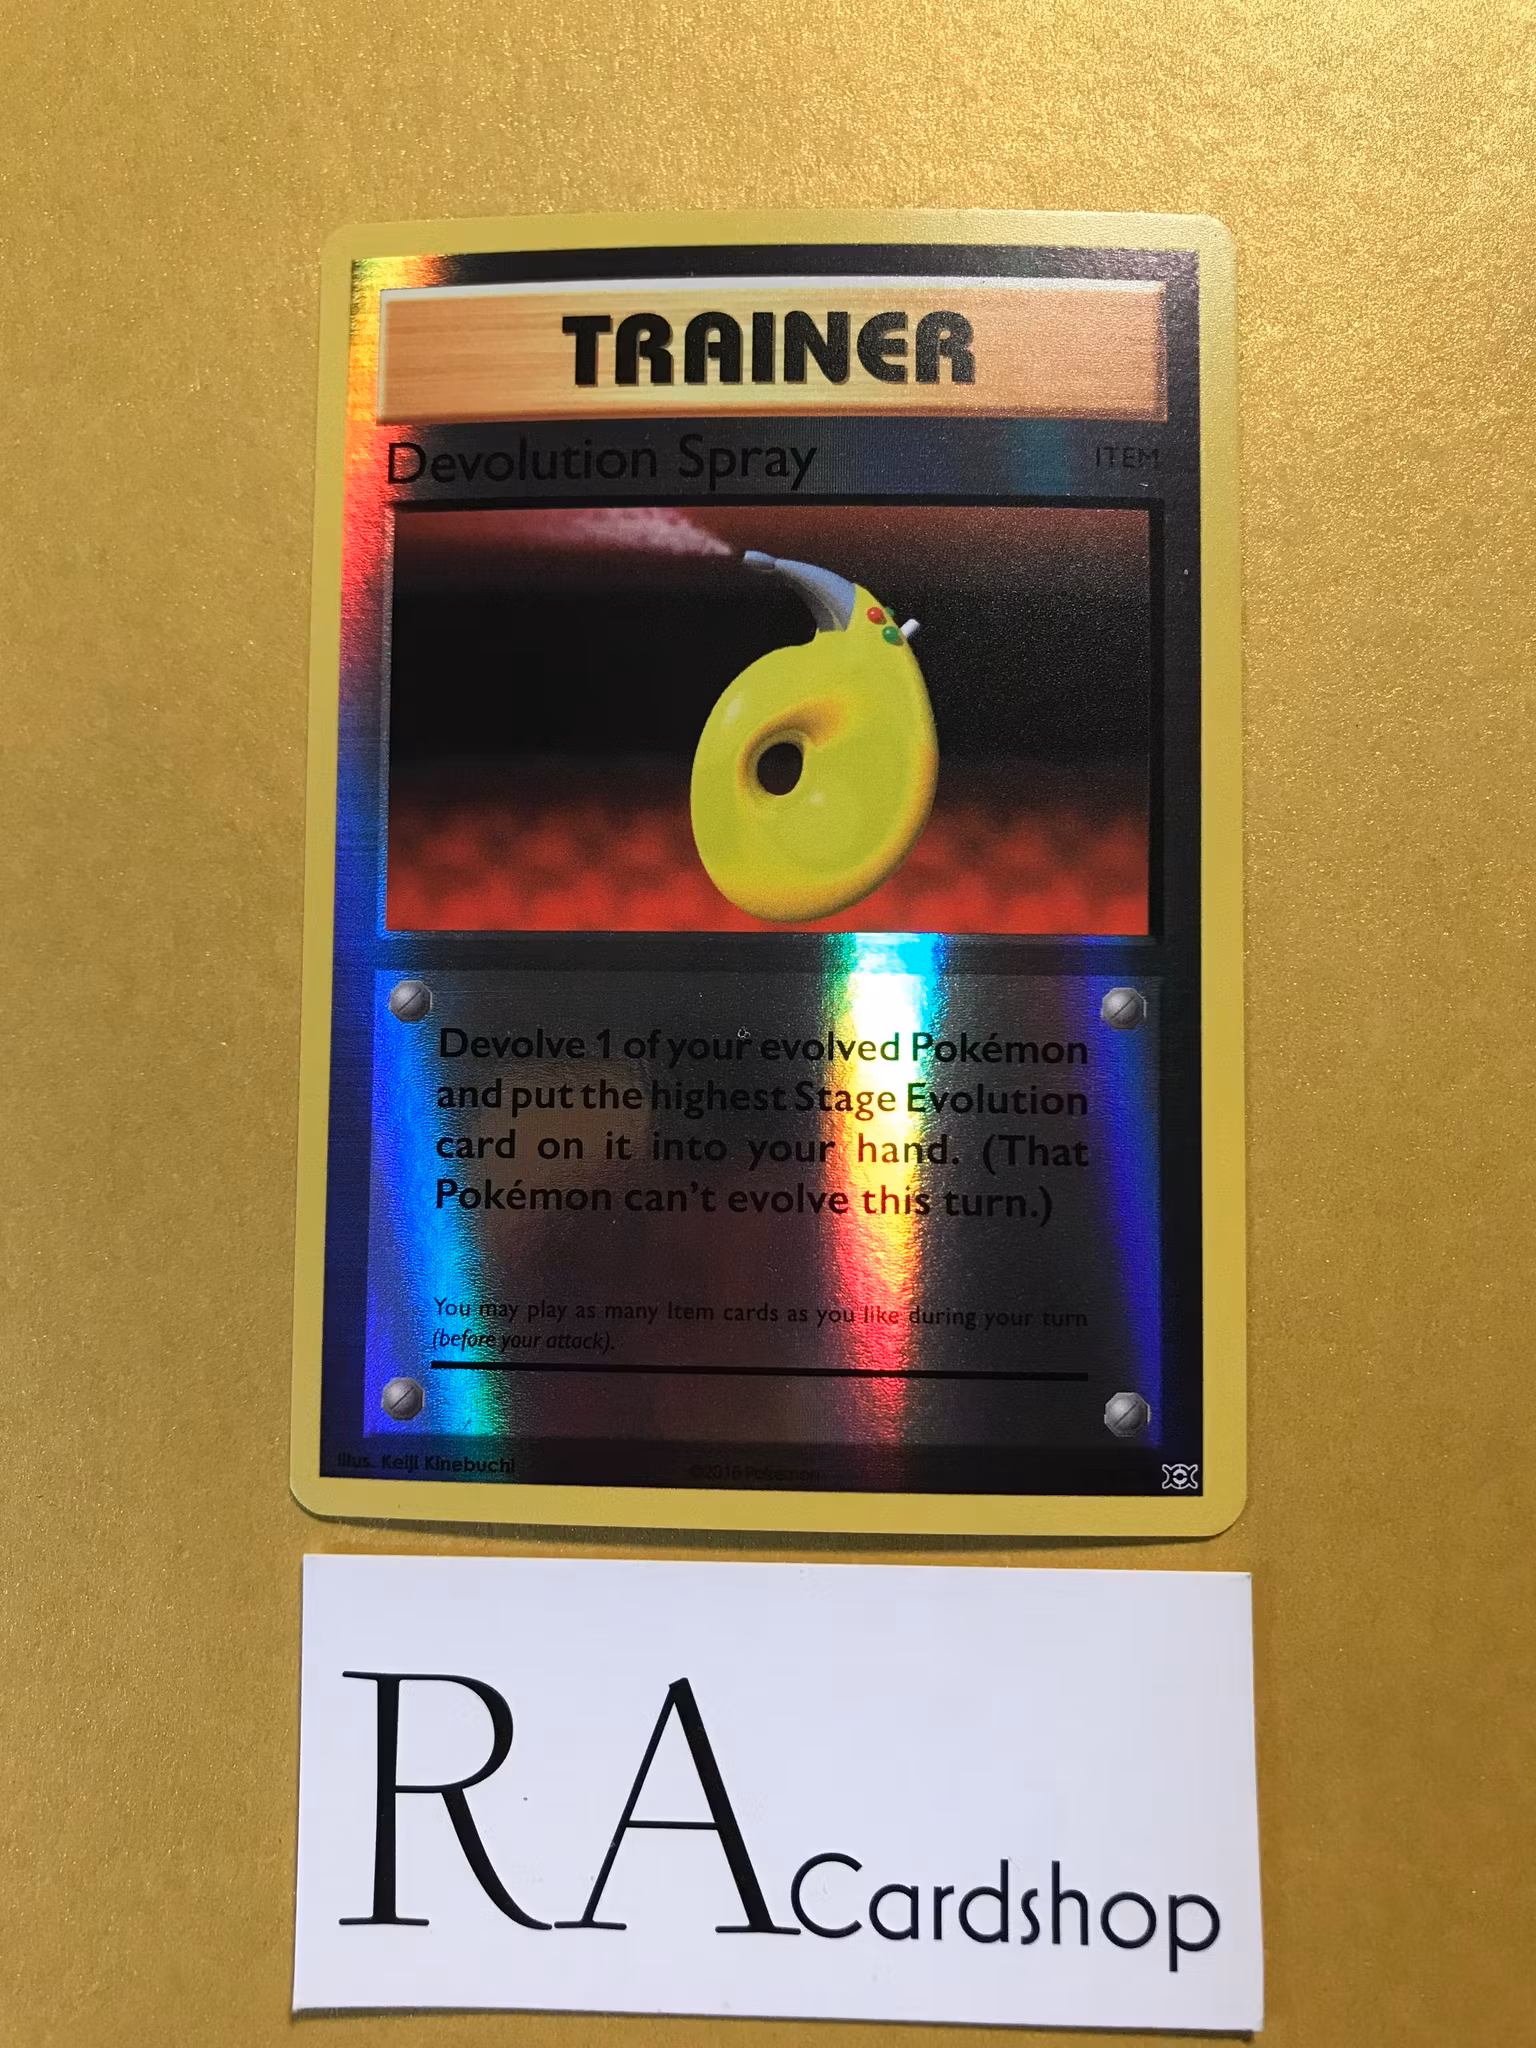 TRAINER
Devolution Spray
ITEM
Devolve 1 of your evolved Pokémon
and put the highest Stage Evolution
card on it into your hand. (That
Pokémon can't evolve this turn.)
You may play as many Item cards as you like during your turn
(before your attack).
Illus. Keiji Kinebuchi
©2016 Pokémon
RA Cardshop